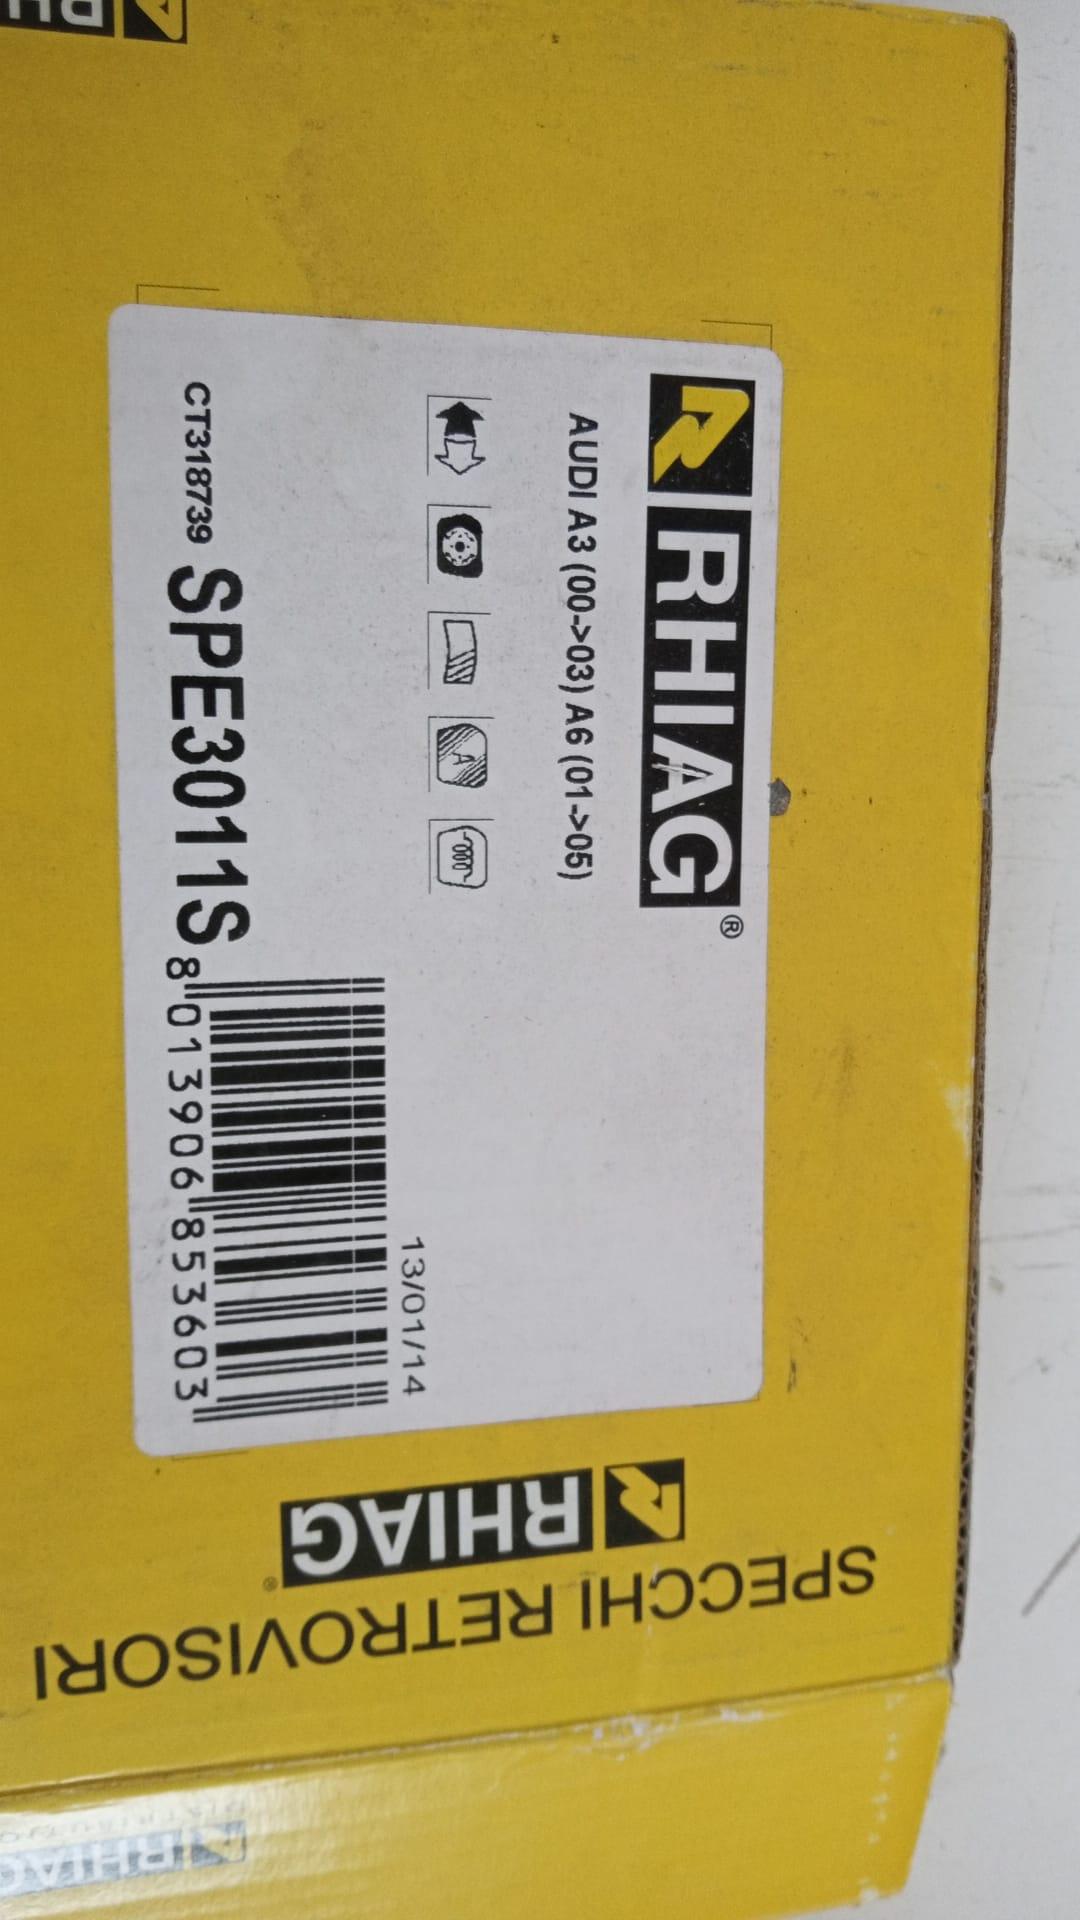 RHIAG®
AUDI A3 (00->03) A6 (01->05)
A
13/01/14
CT318739 SPE3011S
8 013906 853603
RHIAG®
SPECCHI RETROVISORI
RHIAG